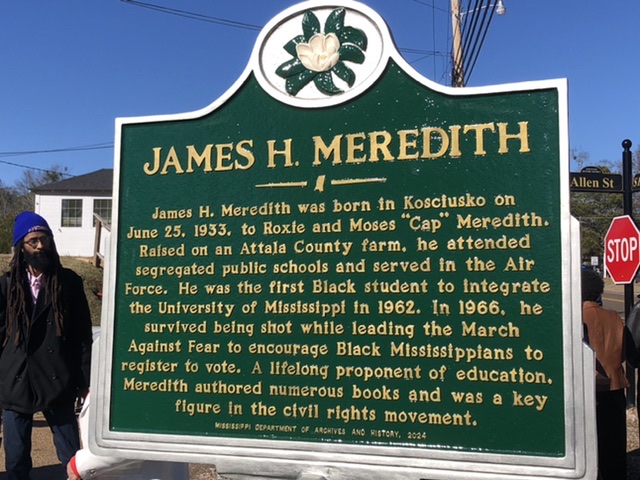 JAMES H. MEREDITH
James H. Meredith was born in Kosciusko on
June 25, 1933, to Roxie and Moses "Cap" Meredith.
Raised on an Attala County farm, he attended
segregated public schools and served in the Air
Force. He was the first Black student to integrate
the University of Mississippi in 1962. In 1966, he
survived being shot while leading the March
Against Fear to encourage Black Mississippians to
register to vote. A lifelong proponent of education,
Meredith authored numerous books and was a key
figure in the civil rights movement.
MISSISSIPPI DEPARTMENT OF ARCHIVES AND HISTORY, 2024
Allen St
STOP